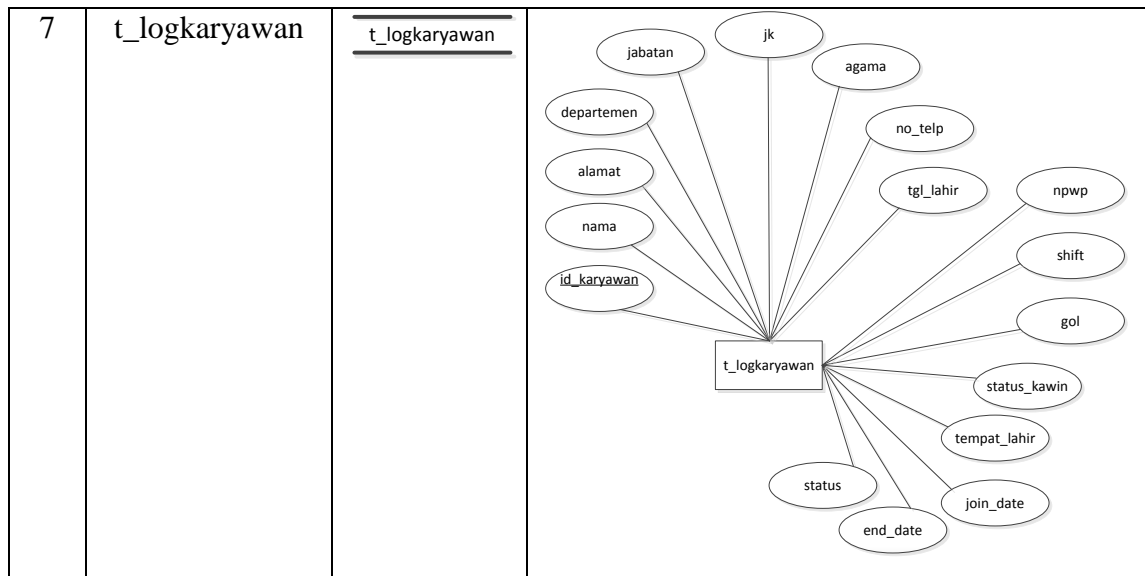 7
t_logkaryawan
t_logkaryawan
jk
jabatan
agama
departemen
no_telp
alamat
tgl_lahir
npwp
nama
shift
id_karyawan
gol
t_logkaryawan
status_kawin
tempat_lahir
status
join_date
end_date